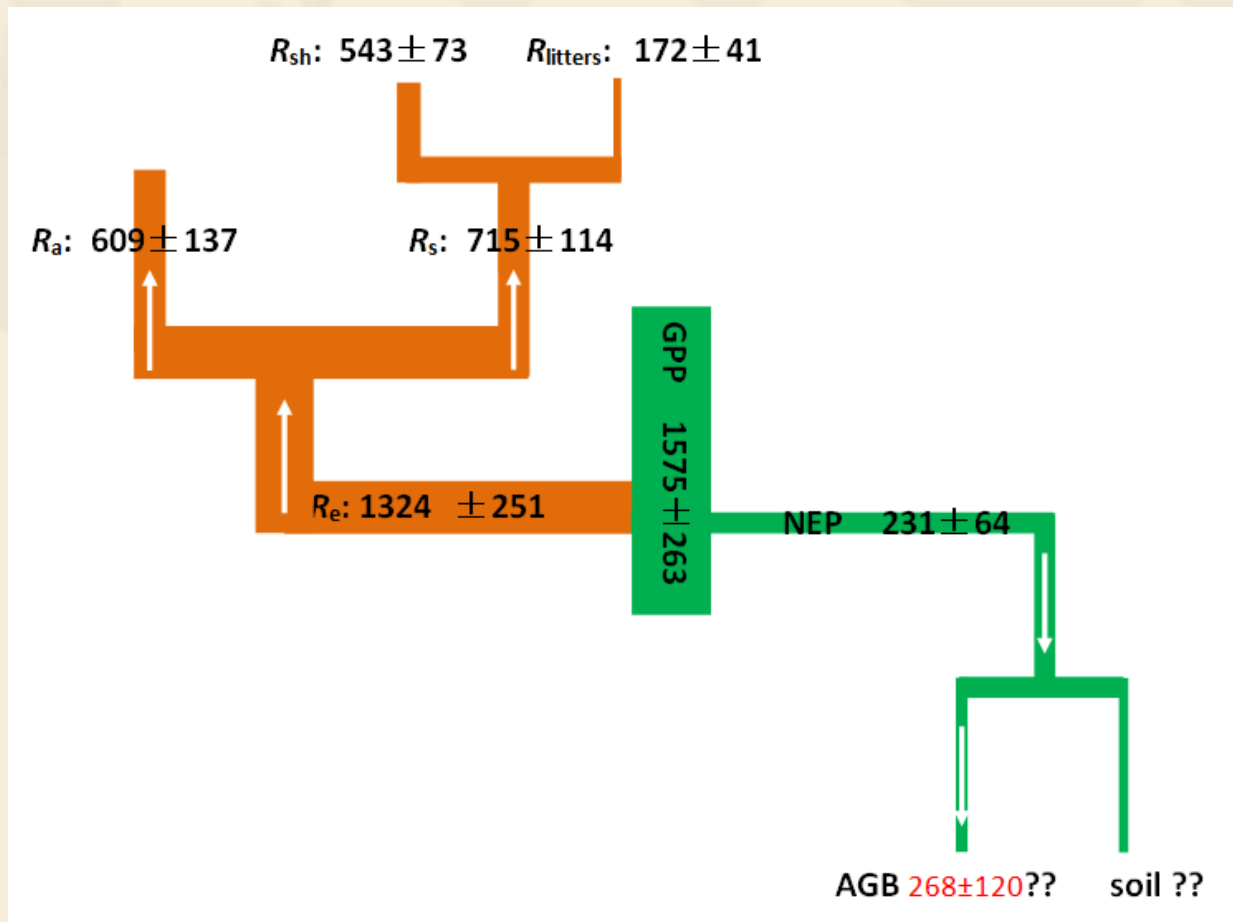 Rsh: 543±73 Rlitters: 172±41
Ra: 609±137 Rs: 715±114
GPP 1575±263
Re: 1324 ±251
NEP 231±64
AGB 268±120?? soil ??